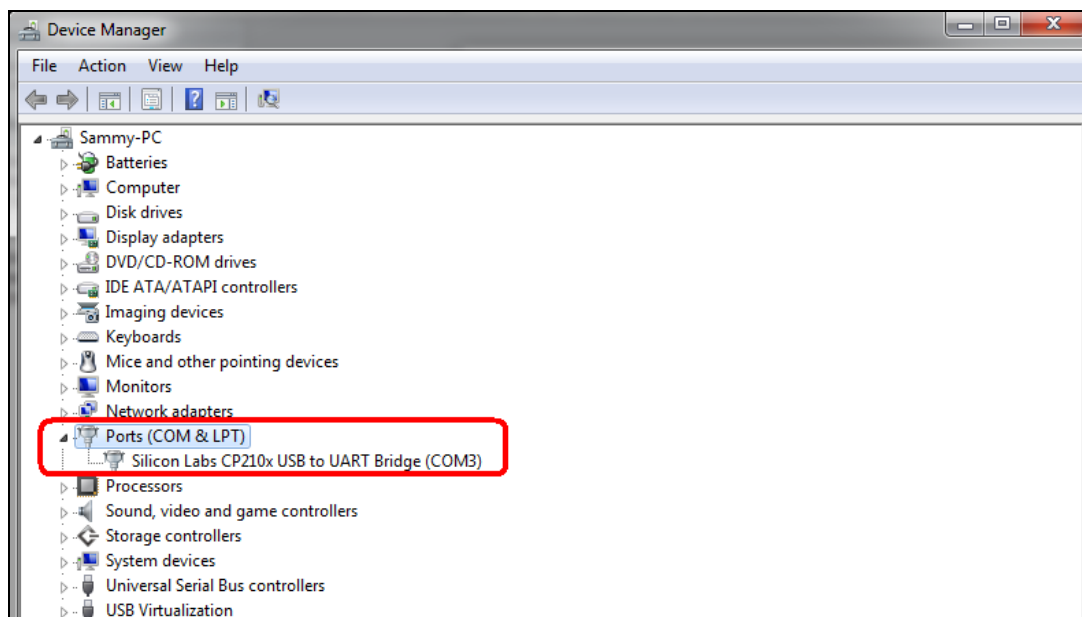 Device Manager
File Action View Help
Sammy-PC
Batteries
Computer
Disk drives
Display adapters
DVD/CD-ROM drives
IDE ATA/ATAPI controllers
Imaging devices
Keyboards
Mice and other pointing devices
Monitors
Network adapters
Ports (COM & LPT)
Silicon Labs CP210x USB to UART Bridge (COM3)
Processors
Sound, video and game controllers
Storage controllers
System devices
Universal Serial Bus controllers
USB Virtualization